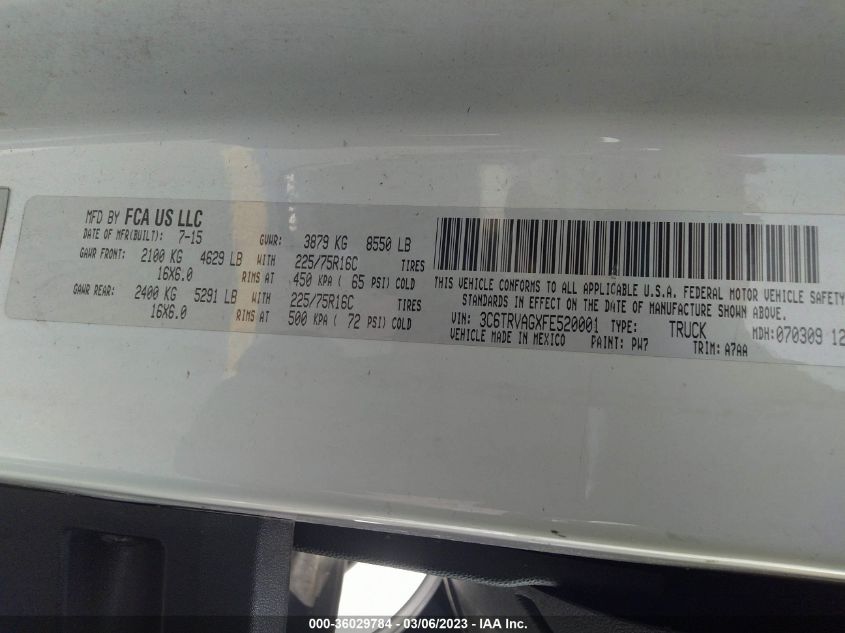 MFD BY FCA US LLC
DATE OF MFR(BUILT): 7-15 GVWR: 3879 KG 8550 LB
GAWR FRONT: 2100 KG 4629 LB WITH 225/75R16C TIRES
16X6.0 RIMS AT 450 KPA ( 65 PSI) COLD
GAWR REAR: 2400 KG 5291 LB WITH 225/75R16C TIRES
16X6.0 RIMS AT 500 KPA ( 72 PSI) COLD
THIS VEHICLE CONFORMS TO ALL APPLICABLE U.S.A. FEDERAL MOTOR VEHICLE SAFETY
STANDARDS IN EFFECT ON THE DATE OF MANUFACTURE SHOWN ABOVE.
VIN: 3C6TRVAGXFE520001 TYPE: TRUCK MDH:070309 12
VEHICLE MADE IN MEXICO PAINT: PW7 TRIM: A7AA
000-36029784 - 03/06/2023 - IAA Inc.